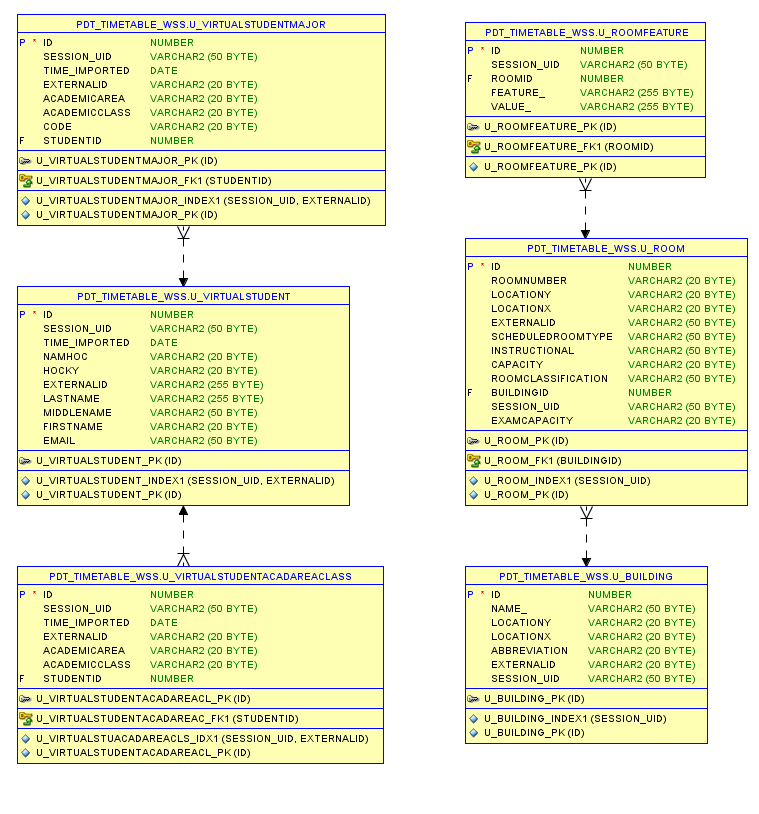 PDT_TIMETABLE_WSS.U_VIRTUALSTUDENTMAJOR
P * ID NUMBER
SESSION_UID VARCHAR2 (50 BYTE)
TIME_IMPORTED DATE
EXTERNALID VARCHAR2 (20 BYTE)
ACADEMICAREA VARCHAR2 (20 BYTE)
ACADEMICCLASS VARCHAR2 (20 BYTE)
CODE VARCHAR2 (20 BYTE)
F STUDENTID NUMBER
U_VIRTUALSTUDENTMAJOR_PK (ID)
U_VIRTUALSTUDENTMAJOR_FK1 (STUDENTID)
U_VIRTUALSTUDENTMAJOR_INDEX1 (SESSION_UID, EXTERNALID)
U_VIRTUALSTUDENTMAJOR_PK (ID)
PDT_TIMETABLE_WSS.U_VIRTUALSTUDENT
P * ID NUMBER
SESSION_UID VARCHAR2 (50 BYTE)
TIME_IMPORTED DATE
NAMHOC VARCHAR2 (20 BYTE)
HOCKY VARCHAR2 (20 BYTE)
EXTERNALID VARCHAR2 (255 BYTE)
LASTNAME VARCHAR2 (255 BYTE)
MIDDLENAME VARCHAR2 (50 BYTE)
FIRSTNAME VARCHAR2 (20 BYTE)
EMAIL VARCHAR2 (50 BYTE)
U_VIRTUALSTUDENT_PK (ID)
U_VIRTUALSTUDENT_INDEX1 (SESSION_UID, EXTERNALID)
U_VIRTUALSTUDENT_PK (ID)
PDT_TIMETABLE_WSS.U_VIRTUALSTUDENTACADAREACLASS
P * ID NUMBER
SESSION_UID VARCHAR2 (50 BYTE)
TIME_IMPORTED DATE
EXTERNALID VARCHAR2 (20 BYTE)
ACADEMICAREA VARCHAR2 (20 BYTE)
ACADEMICCLASS VARCHAR2 (20 BYTE)
F STUDENTID NUMBER
U_VIRTUALSTUDENTACADAREACL_PK (ID)
U_VIRTUALSTUDENTACADAREAC_FK1 (STUDENTID)
U_VIRTUALSTUACADAREACLS_IDX1 (SESSION_UID, EXTERNALID)
U_VIRTUALSTUDENTACADAREACL_PK (ID)
PDT_TIMETABLE_WSS.U_ROOMFEATURE
P * ID NUMBER
SESSION_UID VARCHAR2 (50 BYTE)
F ROOMID NUMBER
FEATURE_ VARCHAR2 (255 BYTE)
VALUE_ VARCHAR2 (255 BYTE)
U_ROOMFEATURE_PK (ID)
U_ROOMFEATURE_FK1 (ROOMID)
U_ROOMFEATURE_PK (ID)
PDT_TIMETABLE_WSS.U_ROOM
P * ID NUMBER
ROOMNUMBER VARCHAR2 (20 BYTE)
LOCATIONY VARCHAR2 (20 BYTE)
LOCATIONX VARCHAR2 (20 BYTE)
EXTERNALID VARCHAR2 (50 BYTE)
SCHEDULEDROOMTYPE VARCHAR2 (50 BYTE)
INSTRUCTIONAL VARCHAR2 (50 BYTE)
CAPACITY VARCHAR2 (20 BYTE)
ROOMCLASSIFICATION VARCHAR2 (50 BYTE)
F BUILDINGID NUMBER
SESSION_UID VARCHAR2 (50 BYTE)
EXAMCAPACITY VARCHAR2 (20 BYTE)
U_ROOM_PK (ID)
U_ROOM_FK1 (BUILDINGID)
U_ROOM_INDEX1 (SESSION_UID)
U_ROOM_PK (ID)
PDT_TIMETABLE_WSS.U_BUILDING
P * ID NUMBER
NAME_ VARCHAR2 (50 BYTE)
LOCATIONY VARCHAR2 (20 BYTE)
LOCATIONX VARCHAR2 (20 BYTE)
ABBREVIATION VARCHAR2 (20 BYTE)
EXTERNALID VARCHAR2 (20 BYTE)
SESSION_UID VARCHAR2 (50 BYTE)
U_BUILDING_PK (ID)
U_BUILDING_INDEX1 (SESSION_UID)
U_BUILDING_PK (ID)